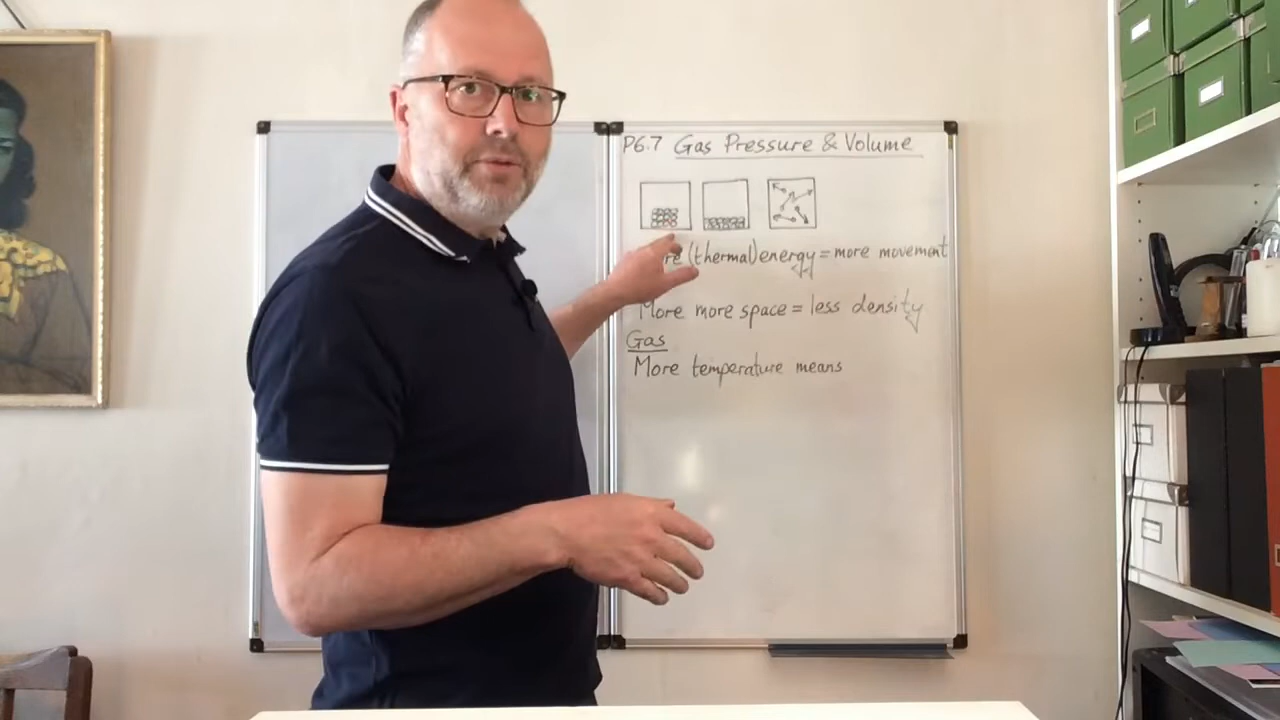 P6.7 Gas Pressure & Volume
(thermal) energy = more movement
More more space = less density
Gas
More temperature means